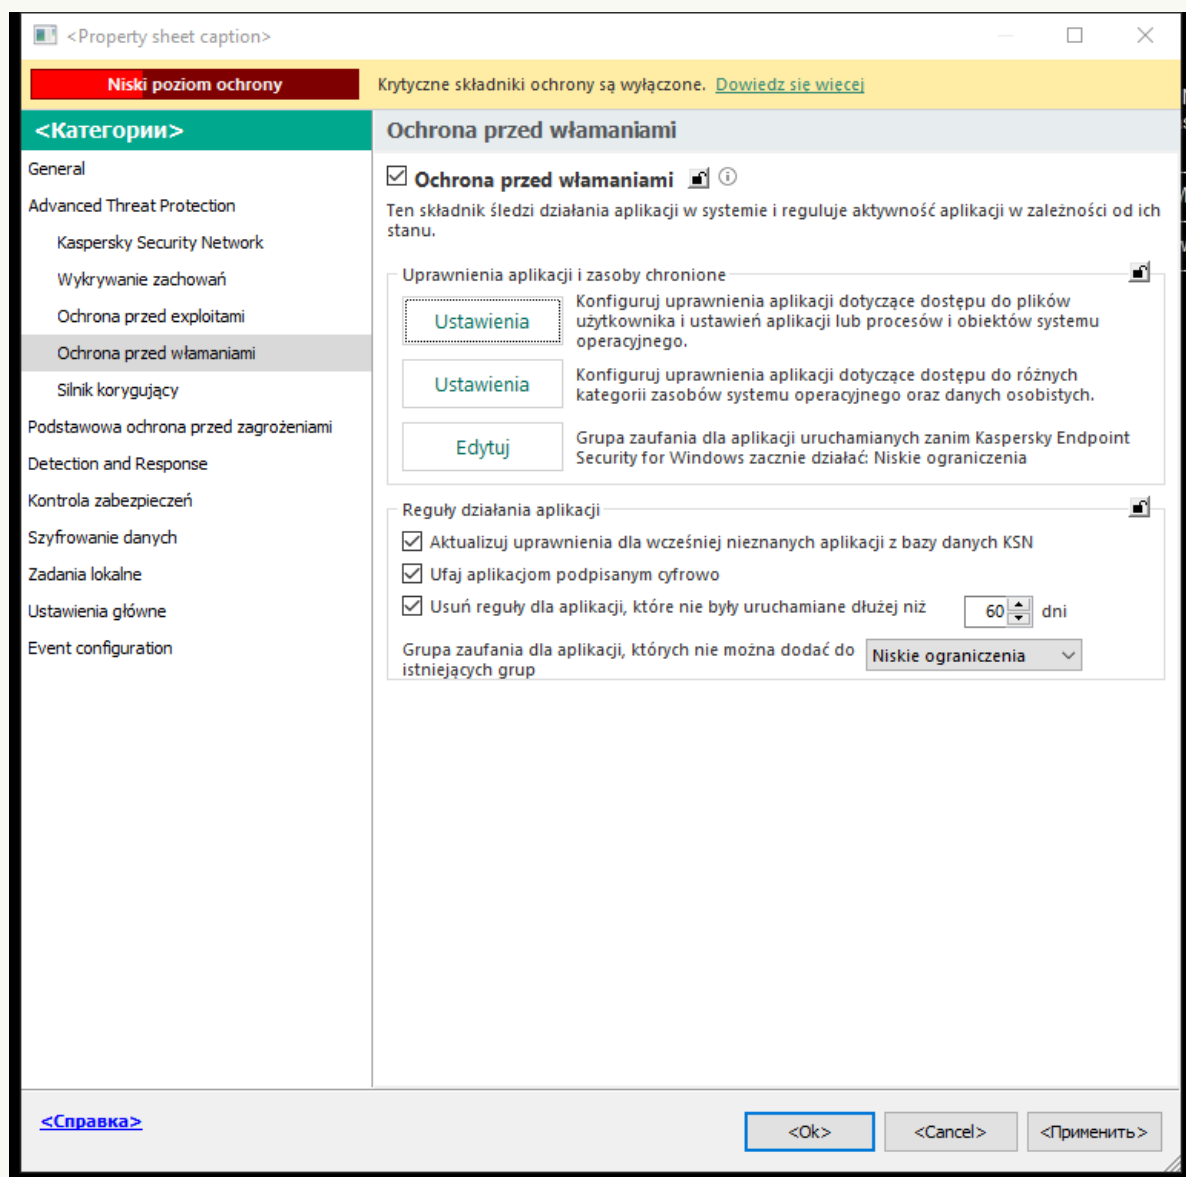 <Property sheet caption>
Niski poziom ochrony
Krytyczne składniki ochrony są wyłączone. Dowiedz się więcej
<Категории>
General
Advanced Threat Protection
Kaspersky Security Network
Wykrywanie zachowań
Ochrona przed exploitami
Ochrona przed włamaniami
Silnik korygujący
Podstawowa ochrona przed zagrożeniami
Detection and Response
Kontrola zabezpieczeń
Szyfrowanie danych
Zadania lokalne
Ustawienia główne
Event configuration
Ochrona przed włamaniami
Ochrona przed włamaniami
Ten składnik śledzi działania aplikacji w systemie i reguluje aktywność aplikacji w zależności od ich
stanu.
Uprawnienia aplikacji i zasoby chronione
Ustawienia
Konfiguruj uprawnienia aplikacji dotyczące dostępu do plików
użytkownika i ustawień aplikacji lub procesów i obiektów systemu
operacyjnego.
Ustawienia
Konfiguruj uprawnienia aplikacji dotyczące dostępu do różnych
kategorii zasobów systemu operacyjnego oraz danych osobistych.
Edytuj
Grupa zaufania dla aplikacji uruchamianych zanim Kaspersky Endpoint
Security for Windows zacznie działać: Niskie ograniczenia
Reguły działania aplikacji
Aktualizuj uprawnienia dla wcześniej nieznanych aplikacji z bazy danych KSN
Ufaj aplikacjom podpisanym cyfrowo
Usuń reguły dla aplikacji, które nie były uruchamiane dłużej niż 60 dni
Grupa zaufania dla aplikacji, których nie można dodać do
istniejących grup
Niskie ograniczenia
<Справка>
<Ok>
<Cancel>
<Применить>